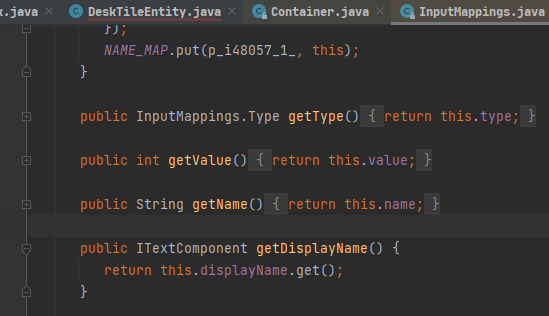 x.java DeskTileEntity.java Container.java InputMappings.java
});
NAME_MAP.put(p_i48057_1_, this);
}
public InputMappings.Type getType() { return this.type; }
public int getValue() { return this.value; }
public String getName() { return this.name; }
public ITextComponent getDisplayName() {
return this.displayName.get();
}